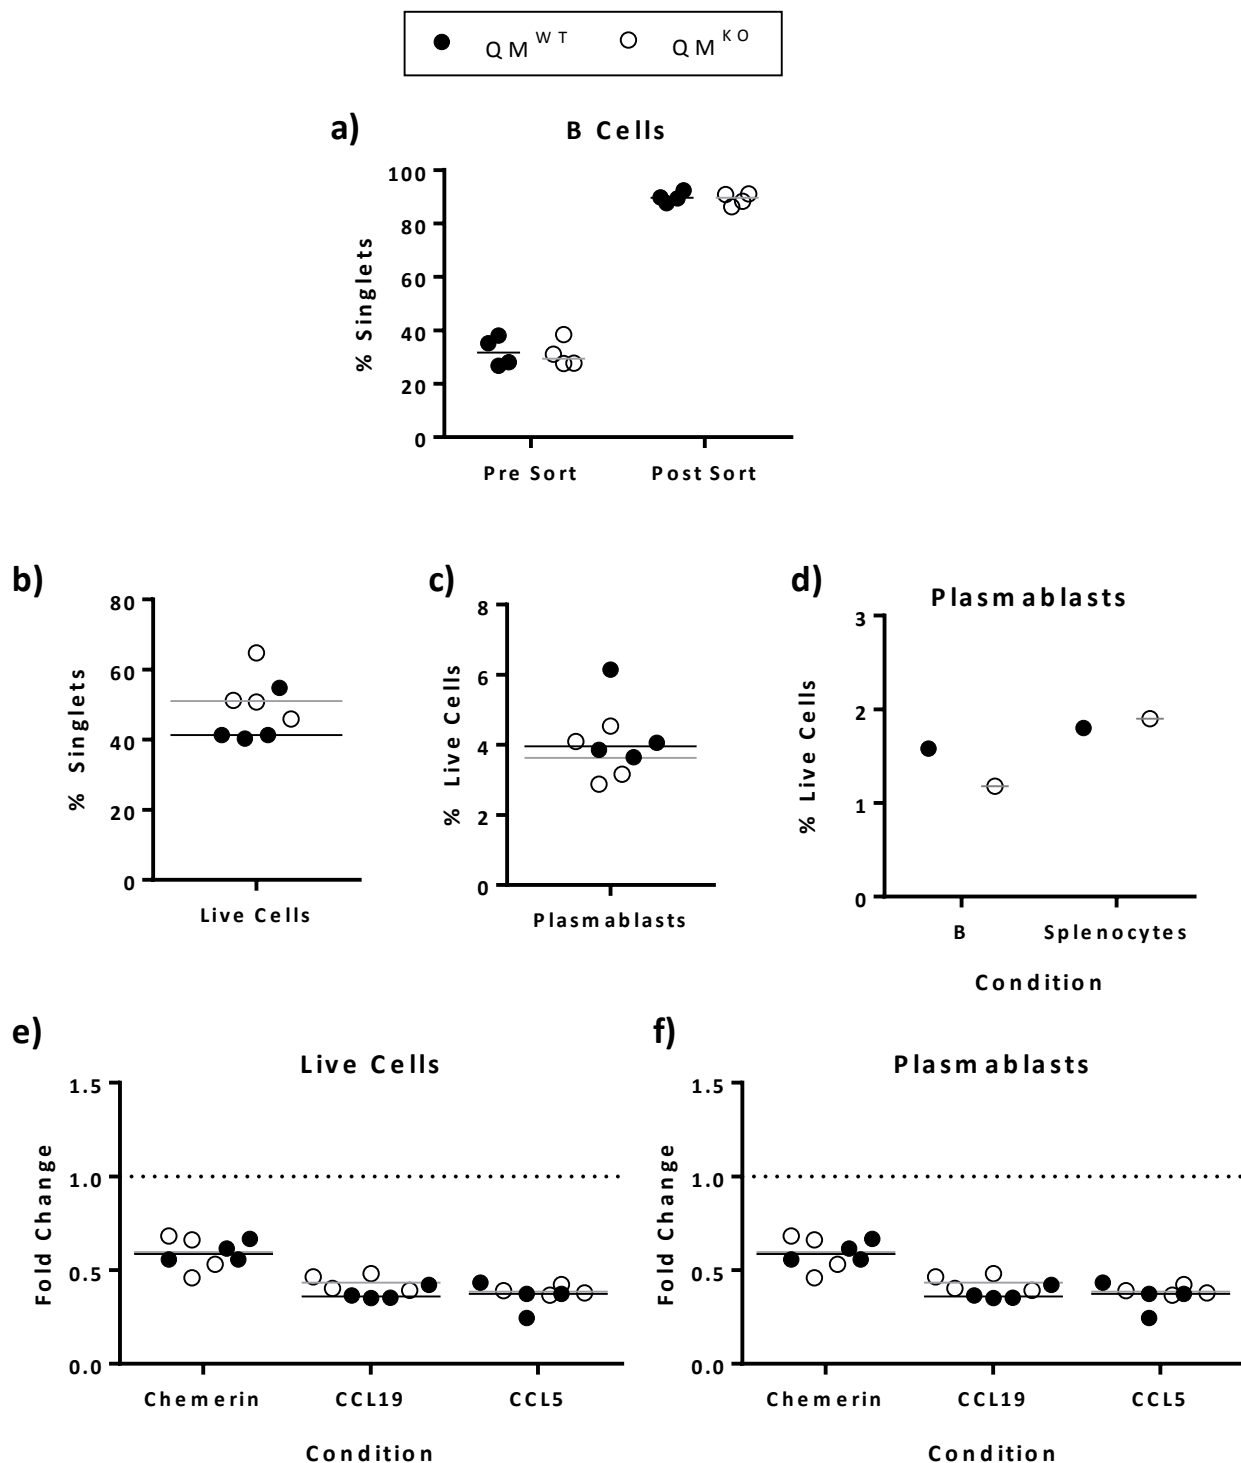 QM^WT QM^KO
a) B Cells
% Singlets
100
80
60
40
20
0
Pre Sort Post Sort
b)
% Singlets
80
60
40
20
0
Live Cells
c)
% Live Cells
8
6
4
2
0
Plasmablasts
d) Plasmablasts
% Live Cells
3
2
1
0
B Splenocytes
Condition
e) Live Cells
Fold Change
1.5
1.0
0.5
0.0
Chemerin CCL19 CCL5
Condition
f) Plasmablasts
Fold Change
1.5
1.0
0.5
0.0
Chemerin CCL19 CCL5
Condition